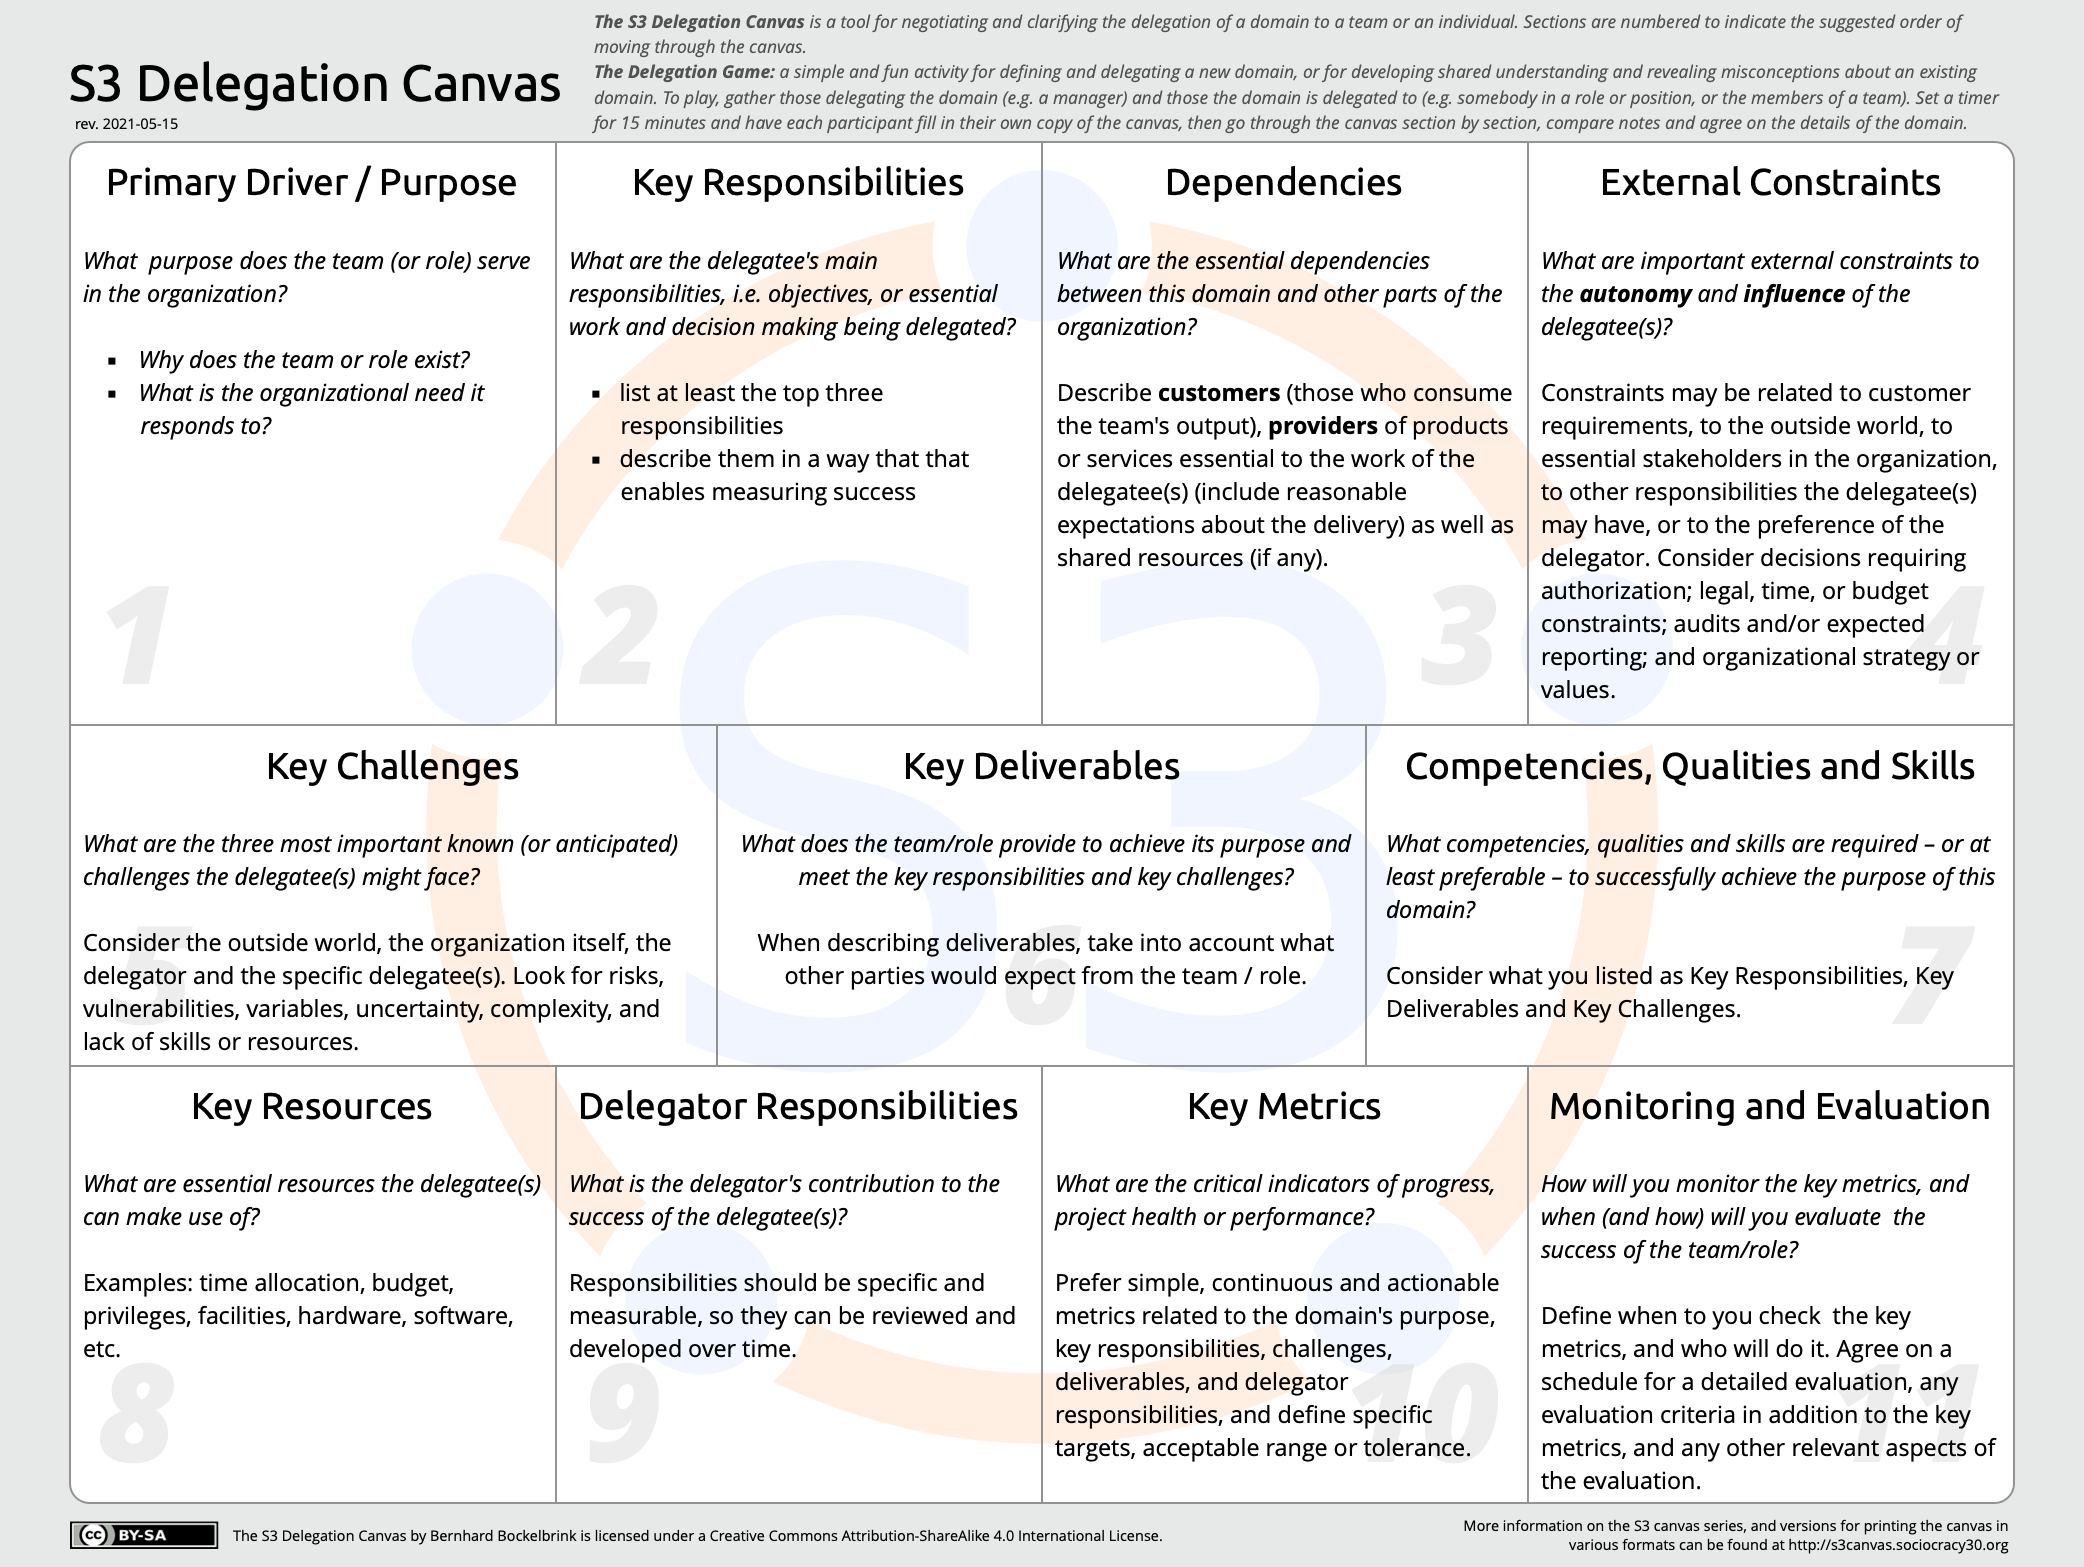 The S3 Delegation Canvas is a tool for negotiating and clarifying the delegation of a domain to a team or an individual. Sections are numbered to indicate the suggested order of
moving through the canvas.
The Delegation Game: a simple and fun activity for defining and delegating a new domain, or for developing shared understanding and revealing misconceptions about an existing
domain. To play, gather those delegating the domain (e.g. a manager) and those the domain is delegated to (e.g. somebody in a role or position, or the members of a team). Set a timer
for 15 minutes and have each participant fill in their own copy of the canvas, then go through the canvas section by section, compare notes and agree on the details of the domain.
S3 Delegation Canvas
rev. 2021-05-15
Primary Driver / Purpose
What  purpose does the team (or role) serve
in the organization?
▪ Why does the team or role exist?
▪ What is the organizational need it
responds to?
1
Key Responsibilities
What are the delegatee's main
responsibilities, i.e. objectives, or essential
work and decision making being delegated?
▪ list at least the top three
responsibilities
▪ describe them in a way that that
enables measuring success
2
Dependencies
What are the essential dependencies
between this domain and other parts of the
organization?
Describe customers (those who consume
the team's output), providers of products
or services essential to the work of the
delegatee(s) (include reasonable
expectations about the delivery) as well as
shared resources (if any).
3
External Constraints
What are important external constraints to
the autonomy and influence of the
delegatee(s)?
Constraints may be related to customer
requirements, to the outside world, to
essential stakeholders in the organization,
to other responsibilities the delegatee(s)
may have, or to the preference of the
delegator. Consider decisions requiring
authorization; legal, time, or budget
constraints; audits and/or expected
reporting; and organizational strategy or
values.
4
Key Challenges
What are the three most important known (or anticipated)
challenges the delegatee(s) might face?
Consider the outside world, the organization itself, the
delegator and the specific delegatee(s). Look for risks,
vulnerabilities, variables, uncertainty, complexity, and
lack of skills or resources.
5
Key Deliverables
What does the team/role provide to achieve its purpose and
meet the key responsibilities and key challenges?
When describing deliverables, take into account what
other parties would expect from the team / role.
6
Competencies, Qualities and Skills
What competencies, qualities and skills are required – or at
least preferable – to successfully achieve the purpose of this
domain?
Consider what you listed as Key Responsibilities, Key
Deliverables and Key Challenges.
7
S3
Key Resources
What are essential resources the delegatee(s)
can make use of?
Examples: time allocation, budget,
privileges, facilities, hardware, software,
etc.
8
Delegator Responsibilities
What is the delegator's contribution to the
success of the delegatee(s)?
Responsibilities should be specific and
measurable, so they can be reviewed and
developed over time.
9
Key Metrics
What are the critical indicators of progress,
project health or performance?
Prefer simple, continuous and actionable
metrics related to the domain's purpose,
key responsibilities, challenges,
deliverables, and delegator
responsibilities, and define specific
targets, acceptable range or tolerance.
10
Monitoring and Evaluation
How will you monitor the key metrics, and
when (and how) will you evaluate  the
success of the team/role?
Define when to you check  the key
metrics, and who will do it. Agree on a
schedule for a detailed evaluation, any
evaluation criteria in addition to the key
metrics, and any other relevant aspects of
the evaluation.
11
cc BY-SA
The S3 Delegation Canvas by Bernhard Bockelbrink is licensed under a Creative Commons Attribution-ShareAlike 4.0 International License.
More information on the S3 canvas series, and versions for printing the canvas in
various formats can be found at http://s3canvas.sociocracy30.org